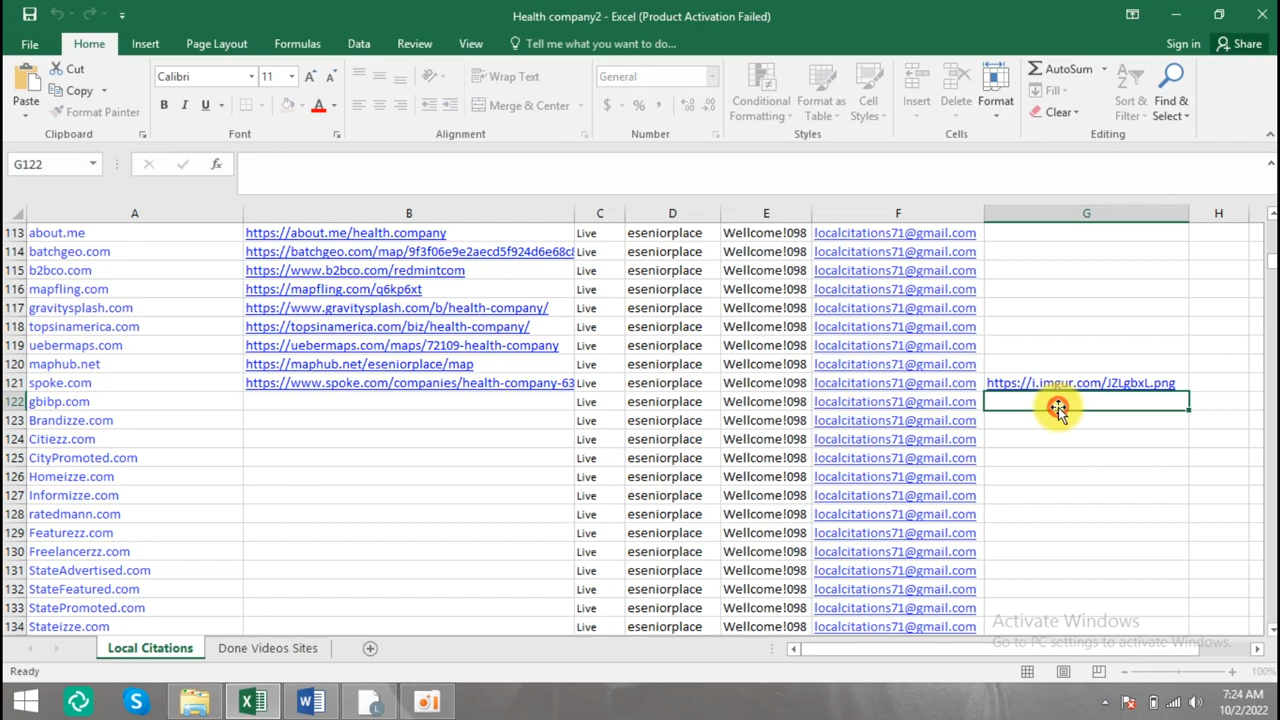 Health company2 - Excel (Product Activation Failed)
File Home Insert Page Layout Formulas Data Review View Tell me what you want to do... Sign in Share
Cut Calibri 11 Wrap Text General AutoSum
Copy Fill
Paste Format Painter B I U Merge & Center $ % Conditional Formatting Format as Table Cell Styles Insert Delete Format Clear Sort & Filter Find & Select
Clipboard Font Alignment Number Styles Cells Editing
G122 fx
A B C D E F G H
113 about.me https://about.me/health.company Live eseniorplace Wellcome!098 localcitations71@gmail.com
114 batchgeo.com https://batchgeo.com/map/9f3f06e9e2aecd5f924d6e68c8 Live eseniorplace Wellcome!098 localcitations71@gmail.com
115 b2bco.com https://www.b2bco.com/redmintcom Live eseniorplace Wellcome!098 localcitations71@gmail.com
116 mapfling.com https://mapfling.com/q6kp6xt Live eseniorplace Wellcome!098 localcitations71@gmail.com
117 gravitysplash.com https://www.gravitysplash.com/b/health-company/ Live eseniorplace Wellcome!098 localcitations71@gmail.com
118 topsinamerica.com https://topsinamerica.com/biz/health-company/ Live eseniorplace Wellcome!098 localcitations71@gmail.com
119 uebermaps.com https://uebermaps.com/maps/72109-health-company Live eseniorplace Wellcome!098 localcitations71@gmail.com
120 maphub.net https://maphub.net/eseniorplace/map Live eseniorplace Wellcome!098 localcitations71@gmail.com
121 spoke.com https://www.spoke.com/companies/health-company-63 Live eseniorplace Wellcome!098 localcitations71@gmail.com https://i.imgur.com/JZLgbxL.png
122 gbibp.com Live eseniorplace Wellcome!098 localcitations71@gmail.com
123 Brandizze.com Live eseniorplace Wellcome!098 localcitations71@gmail.com
124 Citiezz.com Live eseniorplace Wellcome!098 localcitations71@gmail.com
125 CityPromoted.com Live eseniorplace Wellcome!098 localcitations71@gmail.com
126 Homeizze.com Live eseniorplace Wellcome!098 localcitations71@gmail.com
127 Informizze.com Live eseniorplace Wellcome!098 localcitations71@gmail.com
128 ratedmann.com Live eseniorplace Wellcome!098 localcitations71@gmail.com
129 Featurezz.com Live eseniorplace Wellcome!098 localcitations71@gmail.com
130 Freelancerzz.com Live eseniorplace Wellcome!098 localcitations71@gmail.com
131 StateAdvertised.com Live eseniorplace Wellcome!098 localcitations71@gmail.com
132 StateFeatured.com Live eseniorplace Wellcome!098 localcitations71@gmail.com
133 StatePromoted.com Live eseniorplace Wellcome!098 localcitations71@gmail.com
134 Stateizze.com Live eseniorplace Wellcome!098 localcitations71@gmail.com
Activate Windows
Go to PC settings to activate Windows.
Local Citations Done Videos Sites
Ready 100%
7:24 AM
10/2/2022